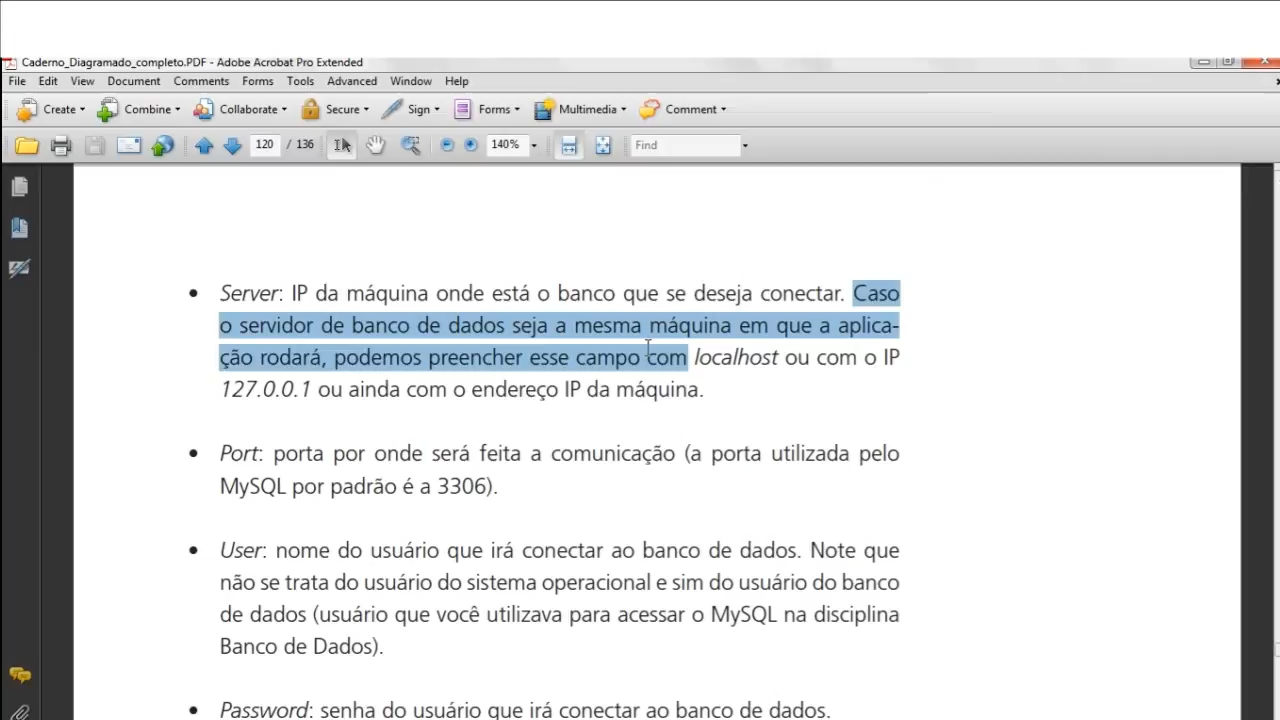 Caderno_Diagramado_completo.PDF - Adobe Acrobat Pro Extended
File Edit View Document Comments Forms Tools Advanced Window Help
Create Combine Collaborate Secure Sign Forms Multimedia Comment
120 / 136 140% Find
• Server: IP da máquina onde está o banco que se deseja conectar. Caso
o servidor de banco de dados seja a mesma máquina em que a aplica-
ção rodará, podemos preencher esse campo com localhost ou com o IP
127.0.0.1 ou ainda com o endereço IP da máquina.
• Port: porta por onde será feita a comunicação (a porta utilizada pelo
MySQL por padrão é a 3306).
• User: nome do usuário que irá conectar ao banco de dados. Note que
não se trata do usuário do sistema operacional e sim do usuário do banco
de dados (usuário que você utilizava para acessar o MySQL na disciplina
Banco de Dados).
• Password: senha do usuário que irá conectar ao banco de dados.